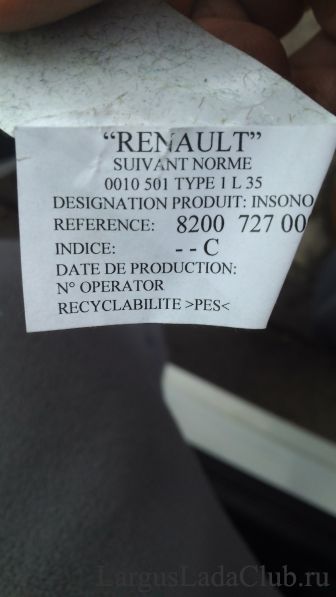 “RENAULT”
SUIVANT NORME
0010 501 TYPE 1 L 35
DESIGNATION PRODUIT: INSONO
REFERENCE: 8200 727 00
INDICE: - - C
DATE DE PRODUCTION:
N° OPERATOR
RECYCLABILITE >PES<
LargusLadaClub.ru